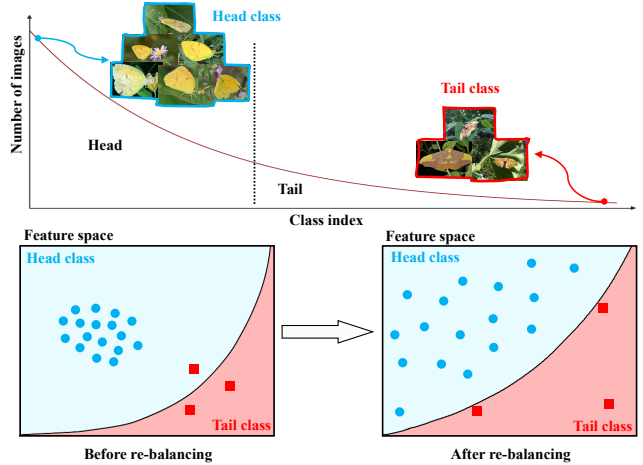 Head class
Number of images
Tail class
Head
Tail
Class index
Feature space
Head class
Tail class
Before re-balancing
Feature space
Head class
Tail class
After re-balancing